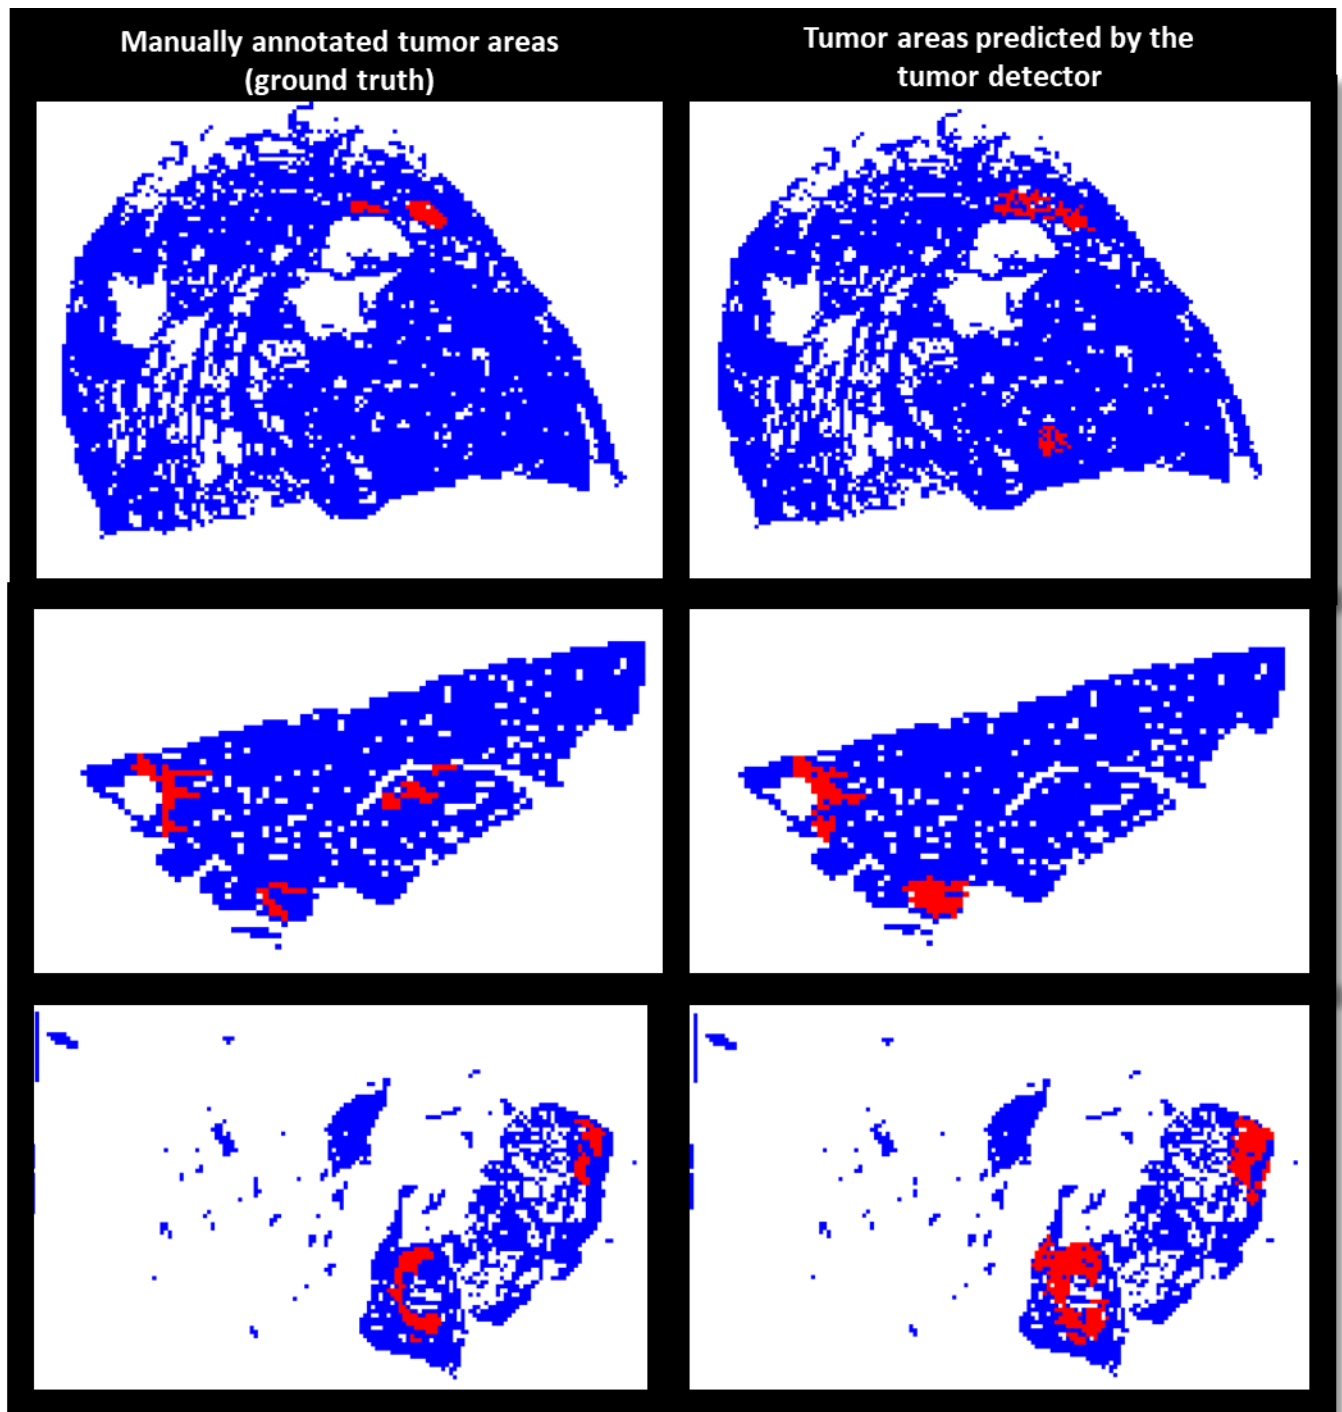 Manually annotated tumor areas
(ground truth)
Tumor areas predicted by the
tumor detector